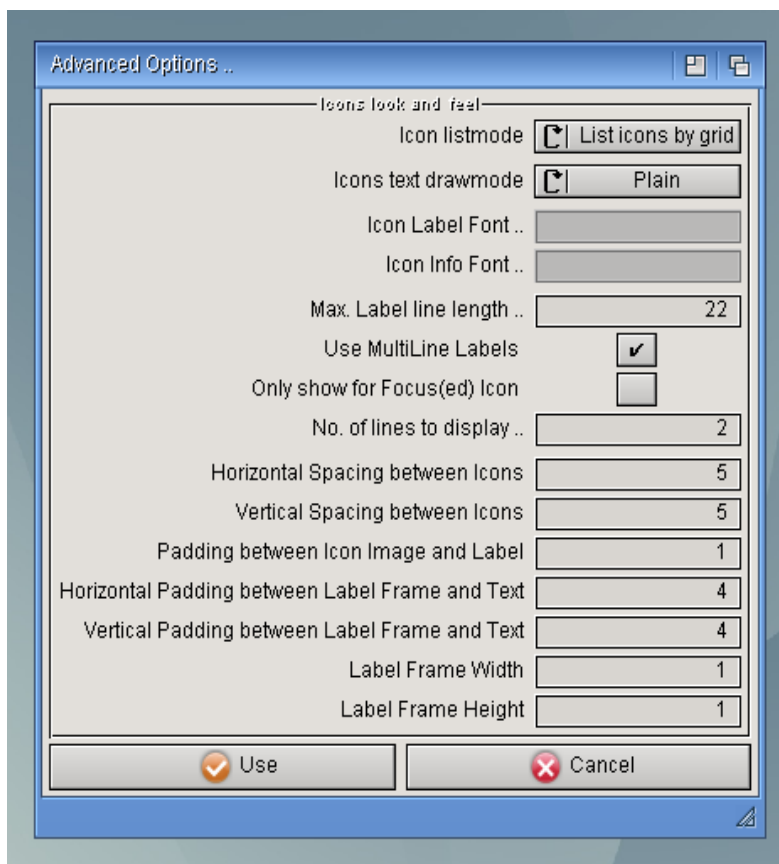 Advanced Options ..
Icons look and feel
Icon listmode List icons by grid
Icons text drawmode Plain
Icon Label Font ..
Icon Info Font ..
Max. Label line length .. 22
Use MultiLine Labels
Only show for Focus(ed) Icon
No. of lines to display .. 2
Horizontal Spacing between Icons 5
Vertical Spacing between Icons 5
Padding between Icon Image and Label 1
Horizontal Padding between Label Frame and Text 4
Vertical Padding between Label Frame and Text 4
Label Frame Width 1
Label Frame Height 1
Use Cancel